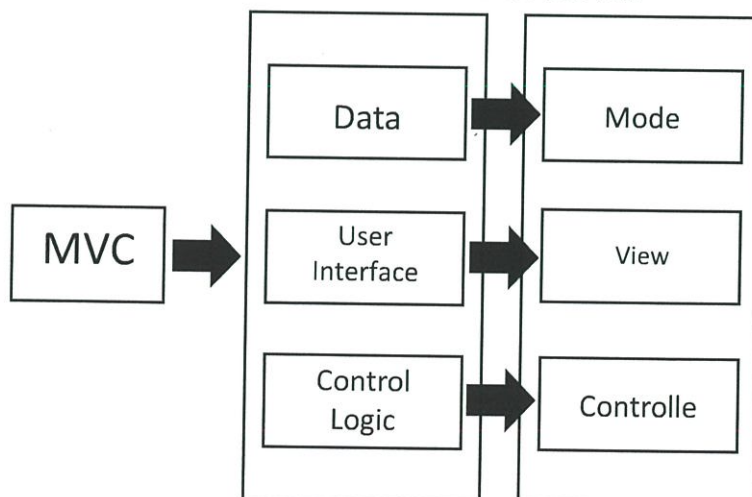 Data
Mode
MVC
User
Interface
View
Control
Logic
Controlle